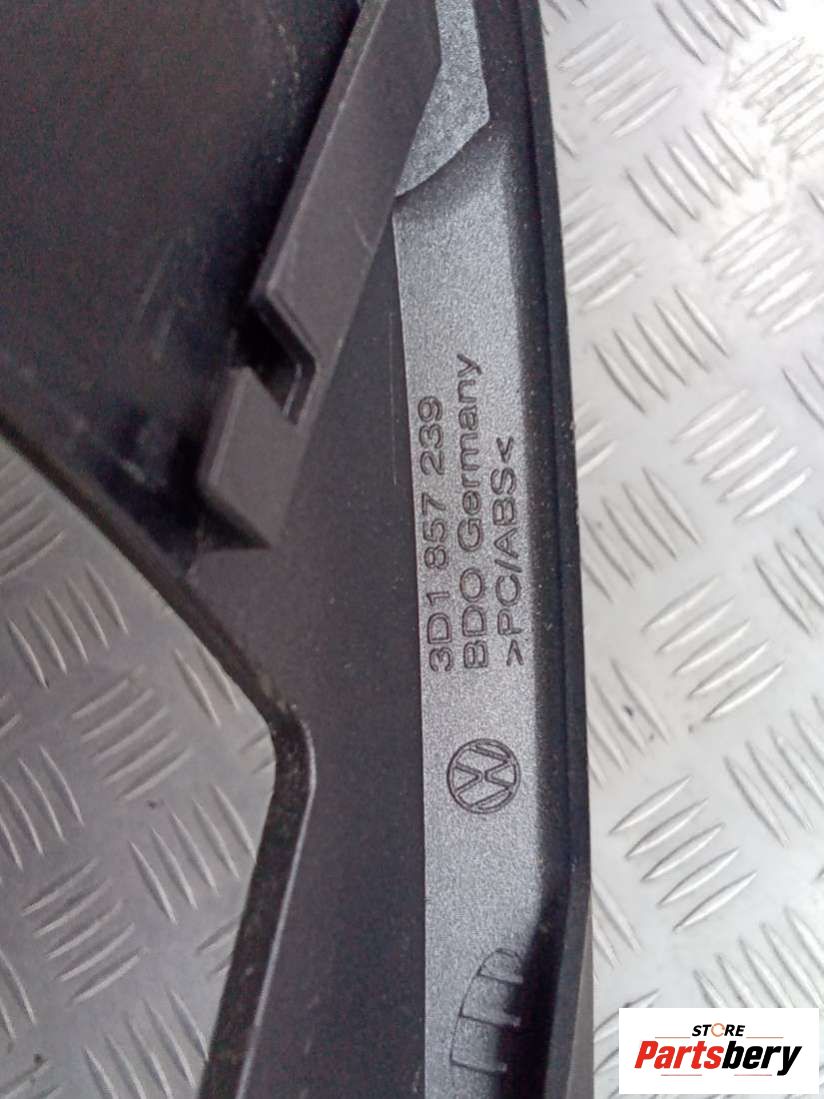 3D1 857 239
BDO Germany
>PC/ABS<
STORE
Partsbery